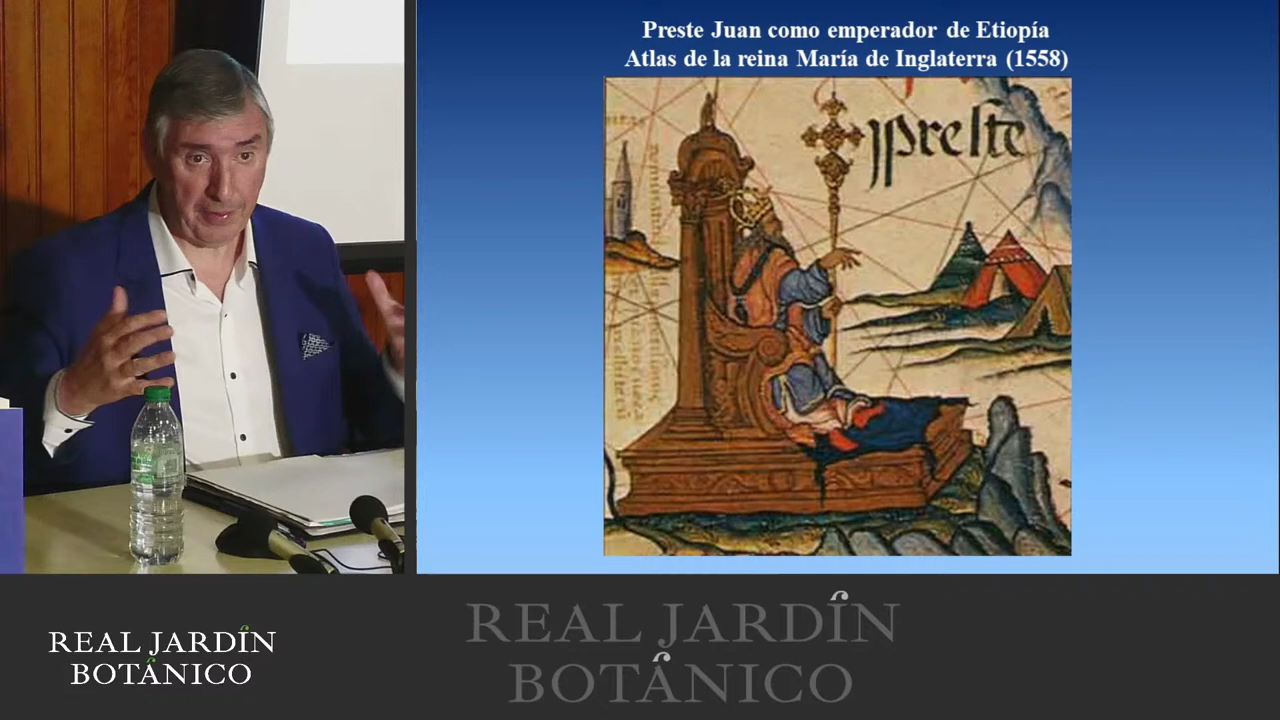 Preste Juan como emperador de Etiopía
Atlas de la reina María de Inglaterra (1558)
preste
REAL JARDÍN
BOTÁNICO
REAL JARDÍN
BOTÁNICO